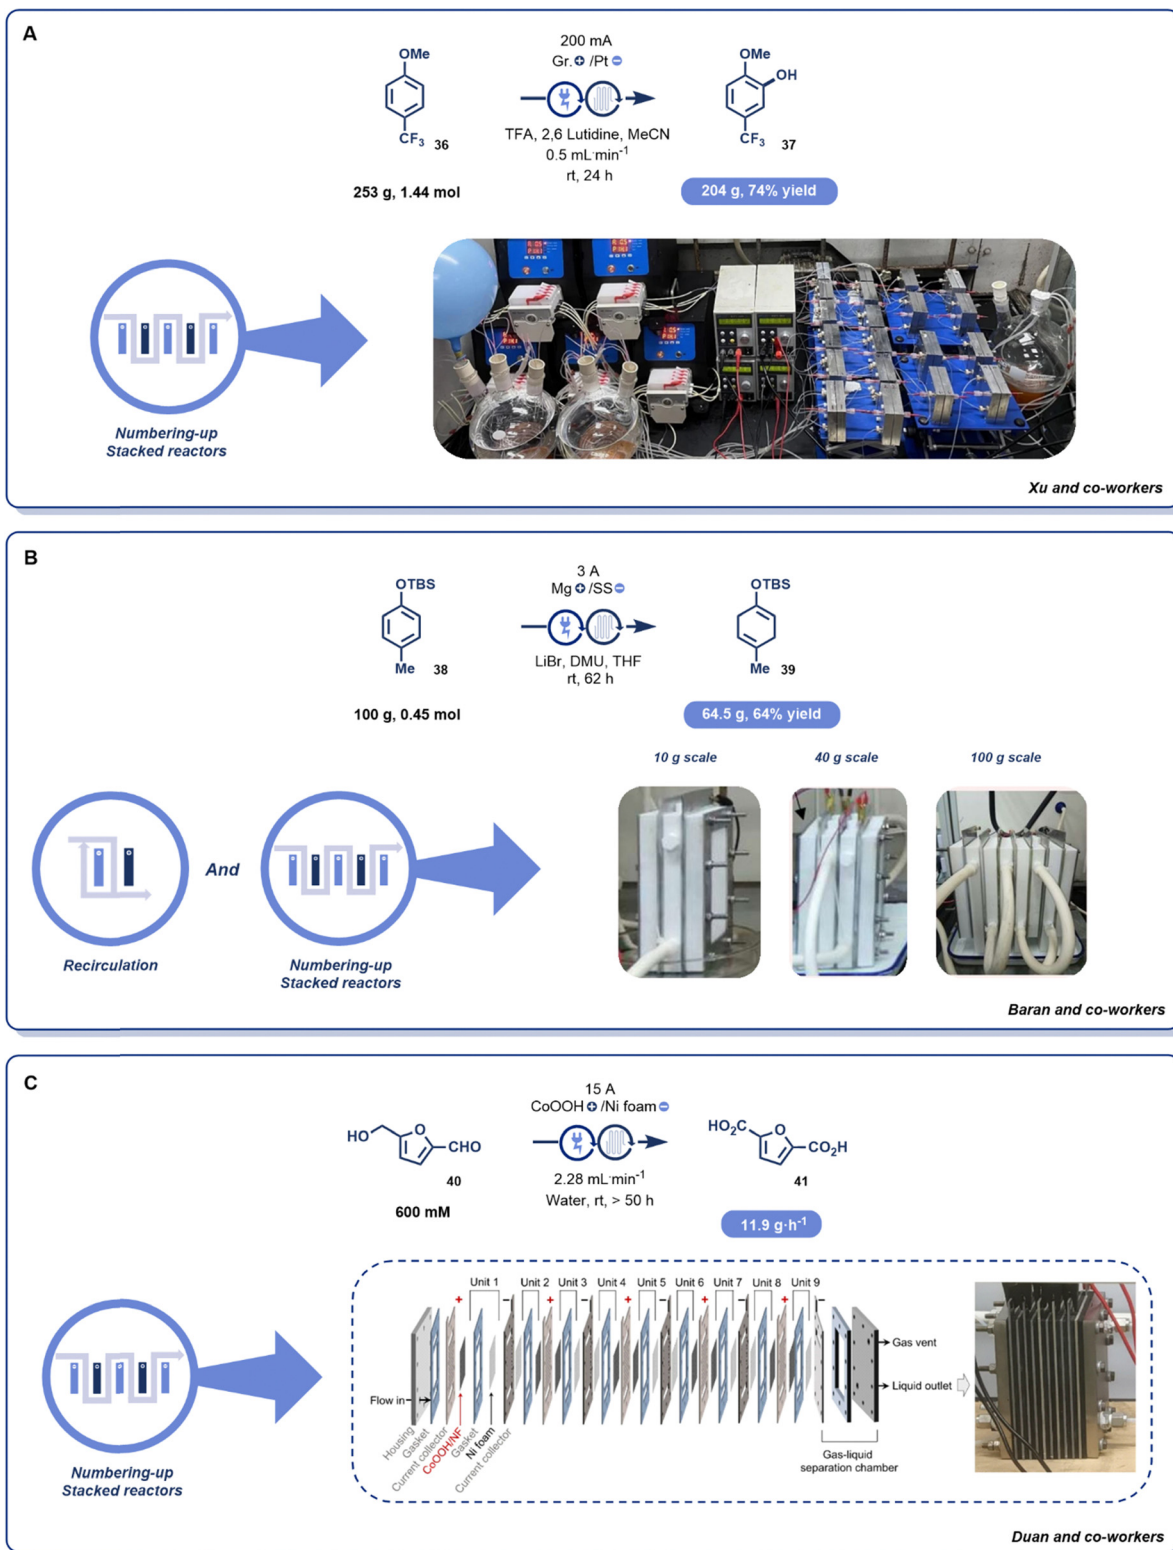 A
OMe
CF3
36
253 g, 1.44 mol
200 mA
Gr.+ /Pt−
TFA, 2,6 Lutidine, MeCN
0.5 mL·min-1
rt, 24 h
OMe
OH
CF3
37
204 g, 74% yield
Numbering-up
Stacked reactors
Xu and co-workers
B
OTBS
Me
38
100 g, 0.45 mol
3 A
Mg + /SS −
LiBr, DMU, THF
rt, 62 h
OTBS
Me
39
64.5 g, 64% yield
10 g scale
40 g scale
100 g scale
And
Recirculation
Numbering-up
Stacked reactors
Baran and co-workers
C
HO
O
CHO
40
600 mM
15 A
CoOOH + /Ni foam −
2.28 mL·min-1
Water, rt, > 50 h
HO2C
O
CO2H
41
11.9 g·h-1
Numbering-up
Stacked reactors
Unit 1
Unit 2
Unit 3
Unit 4
Unit 5
Unit 6
Unit 7
Unit 8
Unit 9
+ − + − + − + − + −
Flow in
Housing
Gasket
Current collector
CoOOH/NF
Gasket
Ni foam
Current collector
Gas vent
Liquid outlet
Gas-liquid
separation chamber
Duan and co-workers